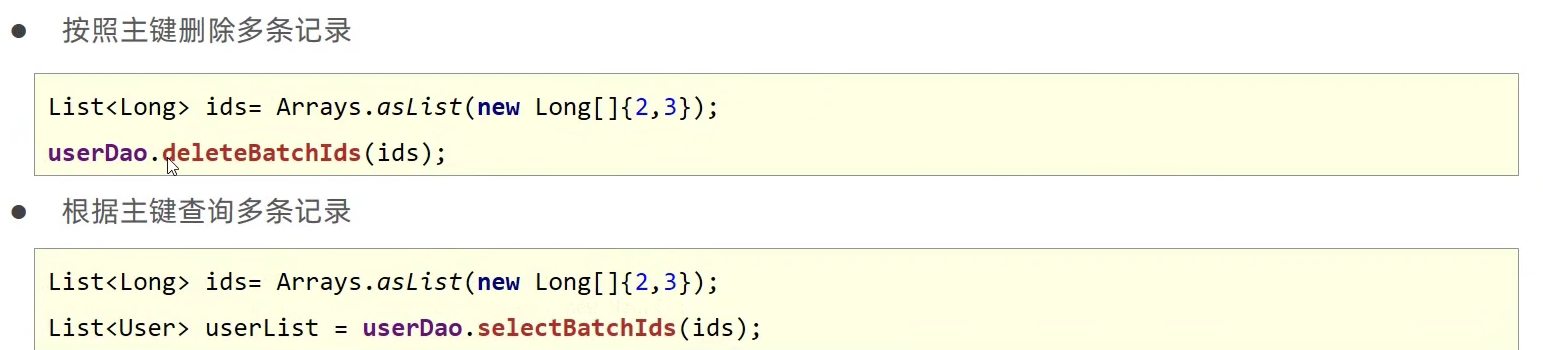 ● 按照主键删除多条记录
List<Long> ids= Arrays.asList(new Long[]{2,3});
userDao.deleteBatchIds(ids);
● 根据主键查询多条记录
List<Long> ids= Arrays.asList(new Long[]{2,3});
List<User> userList = userDao.selectBatchIds(ids);